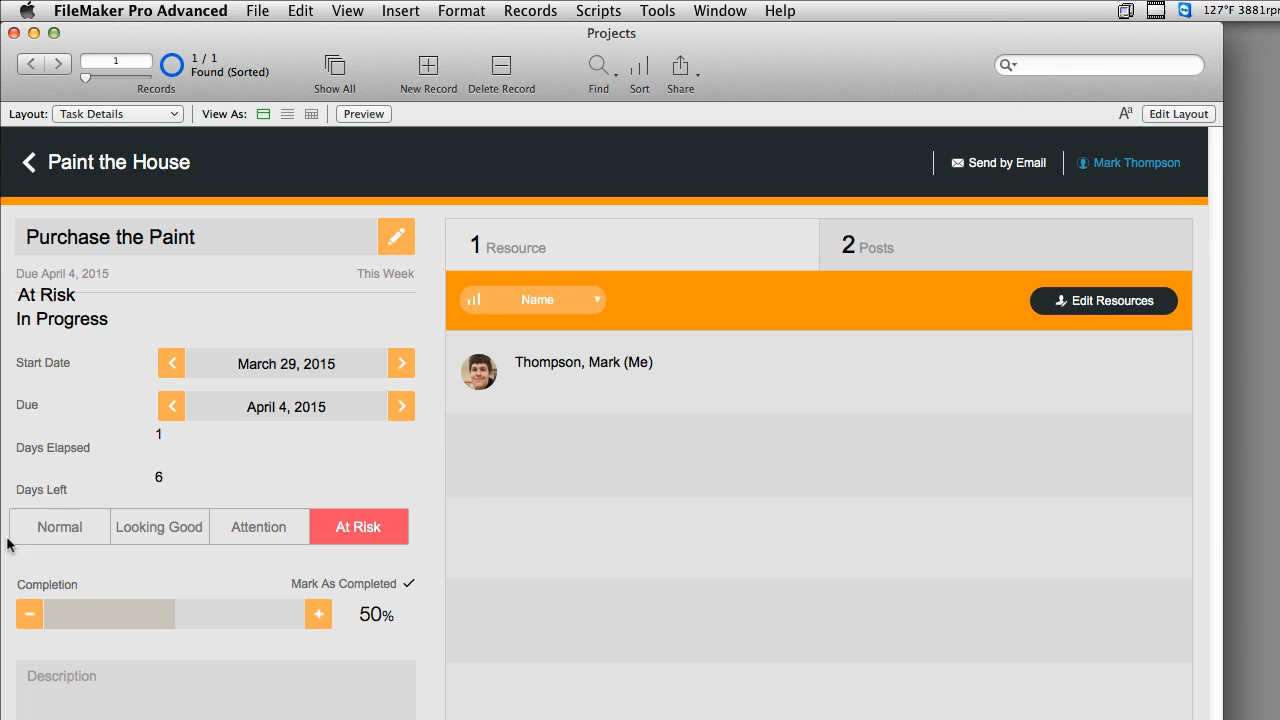 FileMaker Pro Advanced File Edit View Insert Format Records Scripts Tools Window Help 127°F 3881rpm
Projects
1
1 / 1
Found (Sorted)
Records
Show All
New Record
Delete Record
Find
Sort
Share
Layout: Task Details View As: Preview Aa Edit Layout
Paint the House
Send by Email
Mark Thompson
Purchase the Paint
Due April 4, 2015 This Week
At Risk
In Progress
Start Date March 29, 2015
Due April 4, 2015
Days Elapsed 1
Days Left 6
Normal Looking Good Attention At Risk
Completion Mark As Completed
50%
Description
1 Resource 2 Posts
Name Edit Resources
Thompson, Mark (Me)